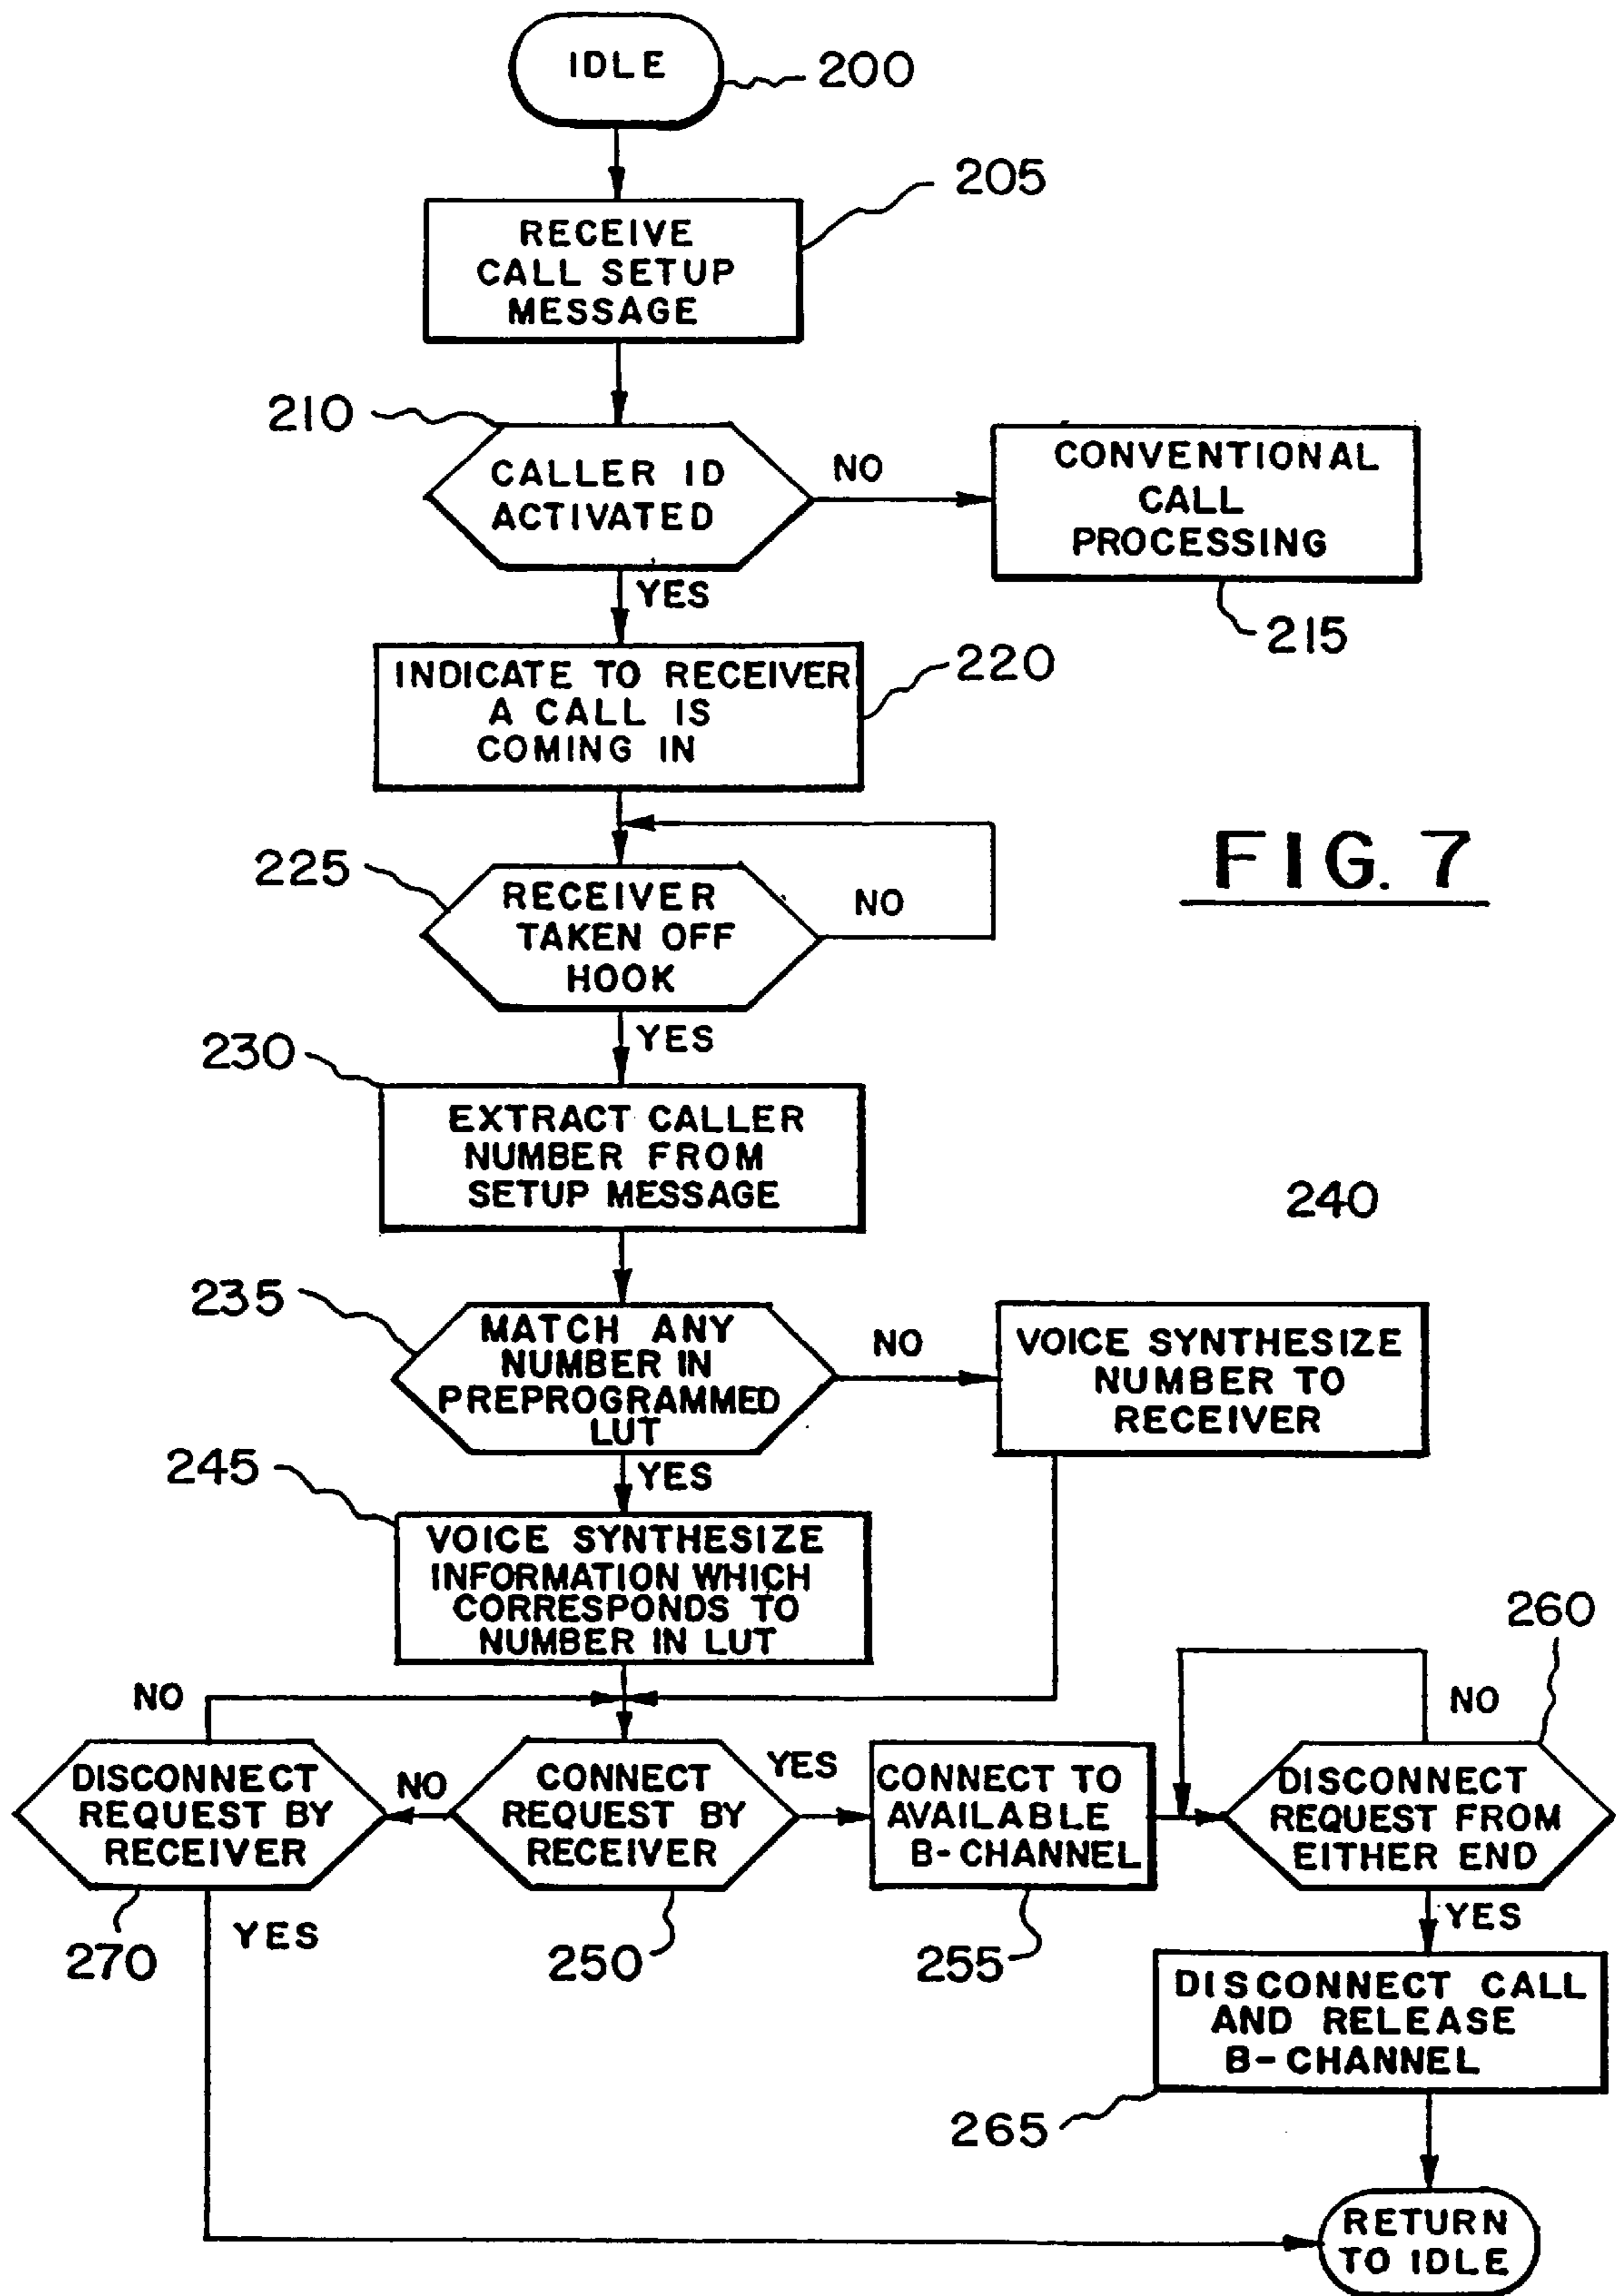 IDLE
200
205
RECEIVE
CALL SETUP
MESSAGE
210
CALLER ID
ACTIVATED
NO
CONVENTIONAL
CALL
PROCESSING
YES
215
INDICATE TO RECEIVER
A CALL IS
COMING IN
220
225
RECEIVER
TAKEN OFF
HOOK
NO
FIG. 7
YES
230
EXTRACT CALLER
NUMBER FROM
SETUP MESSAGE
240
235
MATCH ANY
NUMBER IN
PREPROGRAMMED
LUT
NO
VOICE SYNTHESIZE
NUMBER TO
RECEIVER
245
YES
VOICE SYNTHESIZE
INFORMATION WHICH
CORRESPONDS TO
NUMBER IN LUT
260
NO
NO
DISCONNECT
REQUEST BY
RECEIVER
NO
CONNECT
REQUEST BY
RECEIVER
YES
CONNECT TO
AVAILABLE
B-CHANNEL
DISCONNECT
REQUEST FROM
EITHER END
270
YES
250
255
YES
DISCONNECT CALL
AND RELEASE
B-CHANNEL
265
RETURN
TO IDLE